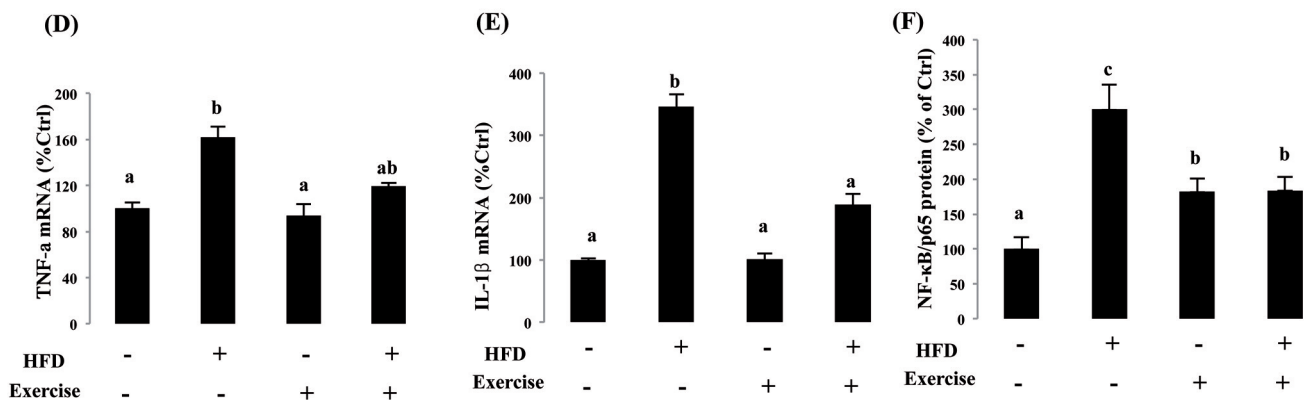 (D)
TNF-a mRNA (%Ctrl)
200
160
120
80
40
0
a
b
a
ab
HFD - + - +
Exercise - - + +
(E)
IL-1β mRNA (%Ctrl)
400
300
200
100
0
a
b
a
a
HFD - + - +
Exercise - - + +
(F)
NF-κB/p65 protein (% of Ctrl)
400
350
300
250
200
150
100
50
0
a
c
b
b
HFD - + - +
Exercise - - + +